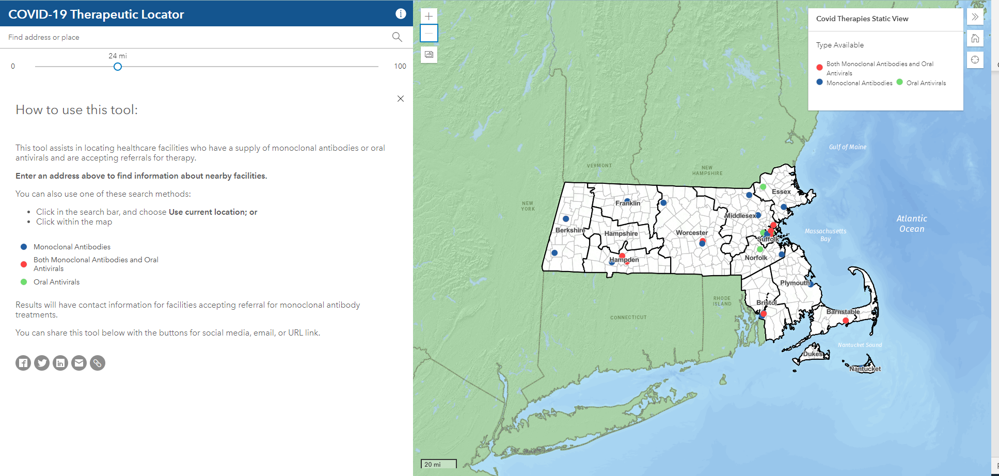 COVID-19 Therapeutic Locator
Find address or place
24 mi
0
100
How to use this tool:
This tool assists in locating healthcare facilities who have a supply of monoclonal antibodies or oral
antivirals and are accepting referrals for therapy.
Enter an address above to find information about nearby facilities.
You can also use one of these search methods:
• Click in the search bar, and choose Use current location; or
• Click within the map
Monoclonal Antibodies
Both Monoclonal Antibodies and Oral
Antivirals
Oral Antivirals
Results will have contact information for facilities accepting referral for monoclonal antibody
treatments.
You can share this tool below with the buttons for social media, email, or URL link.
Covid Therapies Static View
Type Available
Both Monoclonal Antibodies and Oral
Antivirals
Monoclonal Antibodies
Oral Antivirals
Gulf of Maine
VERMONT
NEW
HAMPSHIRE
NEW
YORK
Essex
Franklin
Middlesex
Atlantic
Ocean
Berkshire
Hampshire
Worcester
Massachusetts
Bay
Suffolk
Hampden
Norfolk
Plymouth
RHODE
ISLAND
Bristol
Barnstable
CONNECTICUT
Nantucket Sound
Dukes
Nantucket
20 mi